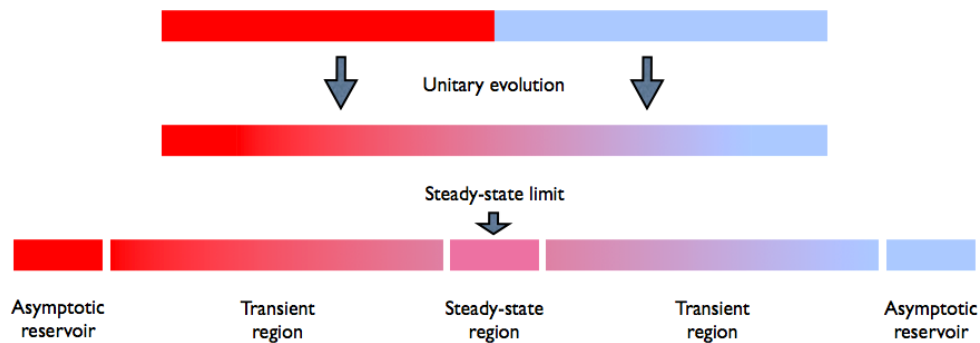 Unitary evolution
Steady-state limit
Asymptotic reservoir
Transient region
Steady-state region
Transient region
Asymptotic reservoir